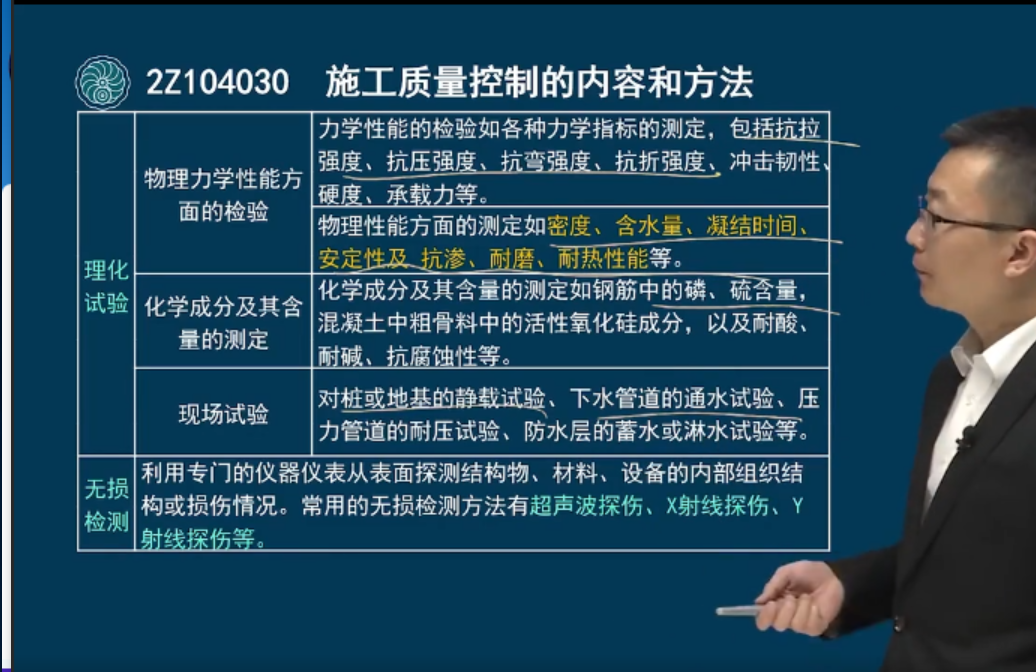 2Z104030 施工质量控制的内容和方法
理化
试验
物理力学性能方
面的检验
力学性能的检验如各种力学指标的测定，包括抗拉
强度、抗压强度、抗弯强度、抗折强度、冲击韧性、
硬度、承载力等。
物理性能方面的测定如密度、含水量、凝结时间、
安定性及 抗渗、耐磨、耐热性能等。
化学成分及其含
量的测定
化学成分及其含量的测定如钢筋中的磷、硫含量，
混凝土中粗骨料中的活性氧化硅成分，以及耐酸、
耐碱、抗腐蚀性等。
现场试验
对桩或地基的静载试验、下水管道的通水试验、压
力管道的耐压试验、防水层的蓄水或淋水试验等。
无损
检测
利用专门的仪器仪表从表面探测结构物、材料、设备的内部组织结
构或损伤情况。常用的无损检测方法有超声波探伤、X射线探伤、Y
射线探伤等。